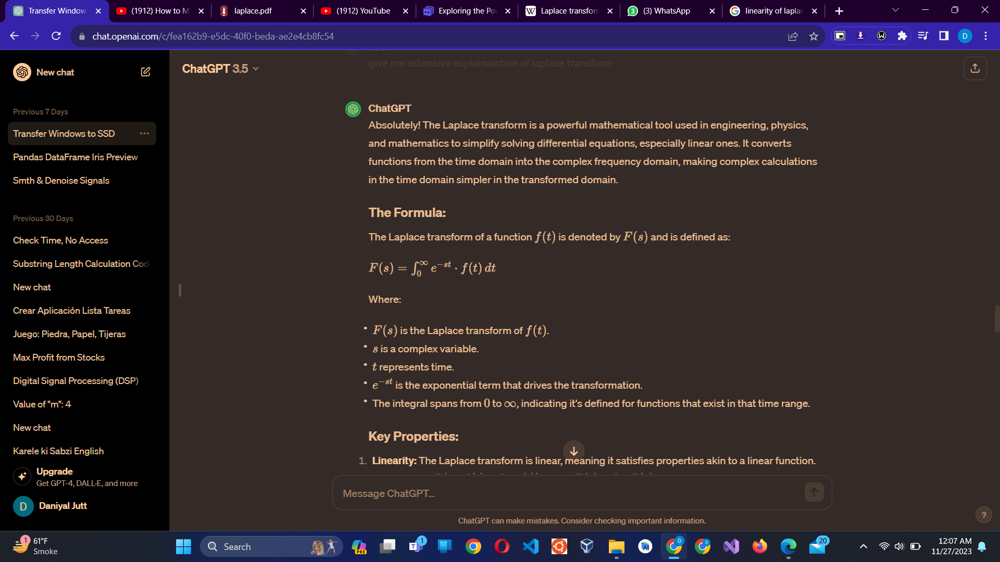 Transfer Window
(1912) How to M
laplace.pdf
(1912) YouTube
Exploring the Po
Laplace transform
(3) WhatsApp
linearity of laplac
chat.openai.com/c/fea162b9-e5dc-40f0-beda-ae2e4cb8fc54
D
New chat
Previous 7 Days
Transfer Windows to SSD
Pandas DataFrame Iris Preview
Smth & Denoise Signals
Previous 30 Days
Check Time, No Access
Substring Length Calculation Cod
New chat
Crear Aplicación Lista Tareas
Juego: Piedra, Papel, Tijeras
Max Profit from Stocks
Digital Signal Processing (DSP)
Value of "m": 4
New chat
Karele ki Sabzi English
Upgrade
Get GPT-4, DALL·E, and more
D Daniyal Jutt
ChatGPT 3.5
give me extensive explainaintion of laplace transform
ChatGPT
Absolutely! The Laplace transform is a powerful mathematical tool used in engineering, physics,
and mathematics to simplify solving differential equations, especially linear ones. It converts
functions from the time domain into the complex frequency domain, making complex calculations
in the time domain simpler in the transformed domain.
The Formula:
The Laplace transform of a function f(t) is denoted by F(s) and is defined as:
F(s) = ∫₀^∞ e^−st · f(t) dt
Where:
• F(s) is the Laplace transform of f(t).
• s is a complex variable.
• t represents time.
• e^−st is the exponential term that drives the transformation.
• The integral spans from 0 to ∞, indicating it's defined for functions that exist in that time range.
Key Properties:
1. Linearity: The Laplace transform is linear, meaning it satisfies properties akin to a linear function.
Message ChatGPT...
ChatGPT can make mistakes. Consider checking important information.
?
1
61°F
Smoke
Search
PRE
1
D
S
20
12:07 AM
11/27/2023